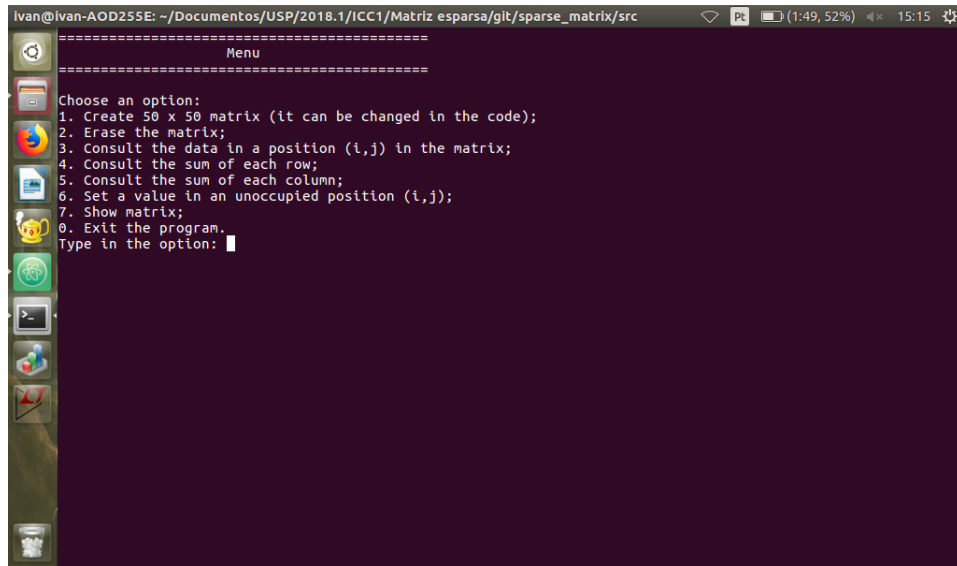 ivan@ivan-AOD255E: ~/Documentos/USP/2018.1/ICC1/Matriz esparsa/git/sparse_matrix/src Pt (1:49, 52%) 15:15
============================================
Menu
============================================
Choose an option:
1. Create 50 x 50 matrix (it can be changed in the code);
2. Erase the matrix;
3. Consult the data in a position (i,j) in the matrix;
4. Consult the sum of each row;
5. Consult the sum of each column;
6. Set a value in an unoccupied position (i,j);
7. Show matrix;
0. Exit the program.
Type in the option: